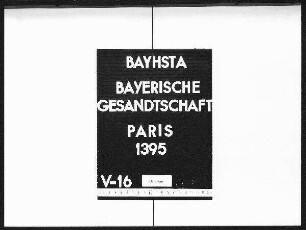 BAYHSTA
BAYERISCHE
GESANDTSCHAFT
PARIS
1395
V-16